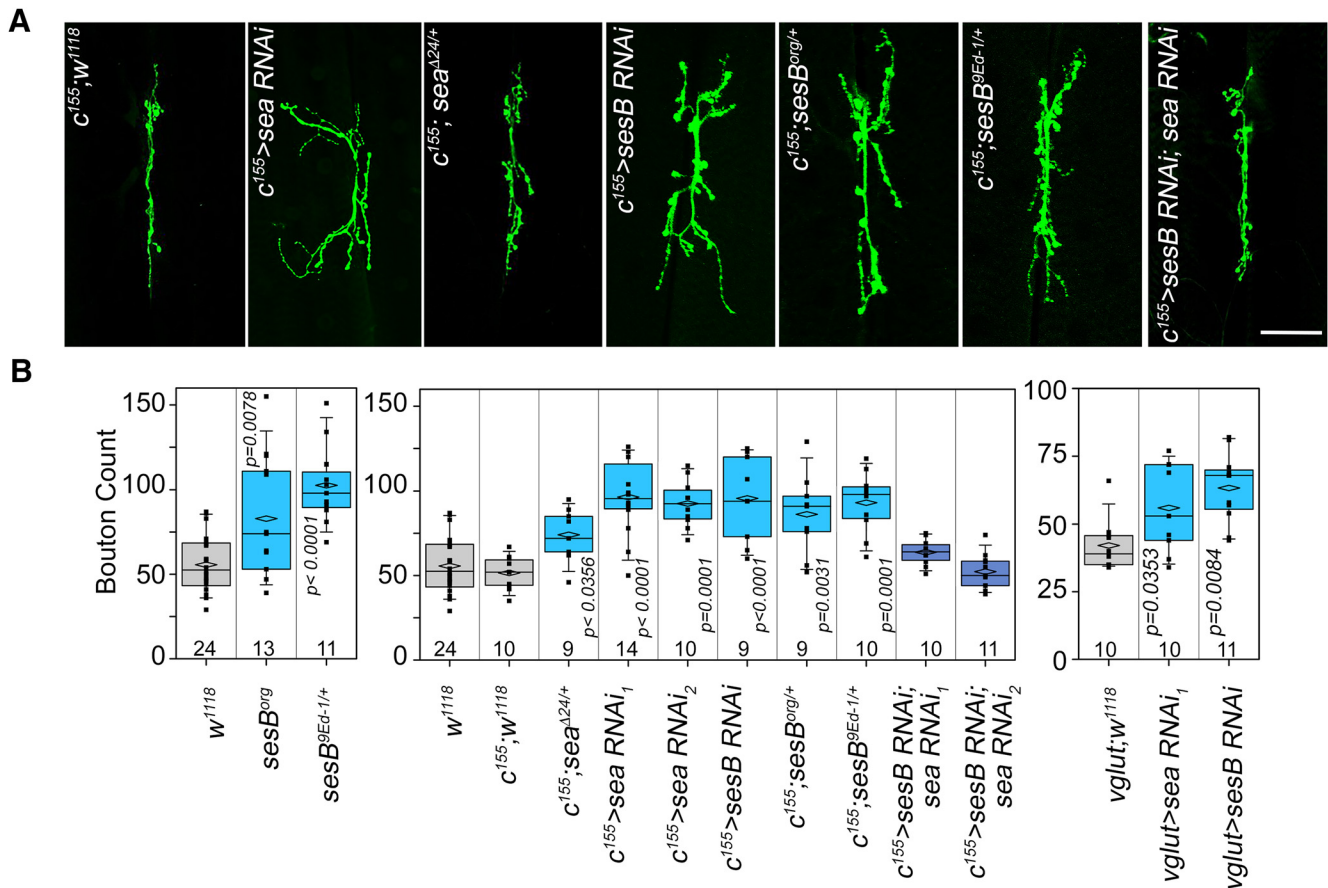 A
c155;w1118
c155>sea RNAi
c155; seaΔ24/+
c155>sesB RNAi
c155;sesBorg/+
c155;sesB9Ed-1/+
c155>sesB RNAi; sea RNAi
B
Bouton Count
150
100
50
0
p=0.0078
p< 0.0001
24
13
11
w1118
sesBorg
sesB9Ed-1/+
150
100
50
0
p< 0.0356
p< 0.0001
p=0.0001
p<0.0001
p=0.0031
p=0.0001
24
10
9
14
10
9
9
10
10
11
w1118
c155;w1118
c155;seaΔ24/+
c155>sea RNAi1
c155>sea RNAi2
c155>sesB RNAi
c155;sesBorg/+
c155;sesB9Ed-1/+
c155>sesB RNAi;
sea RNAi1
c155>sesB RNAi;
sea RNAi2
100
75
50
25
0
p=0.0353
p=0.0084
10
10
11
vglut;w1118
vglut>sea RNAi1
vglut>sesB RNAi